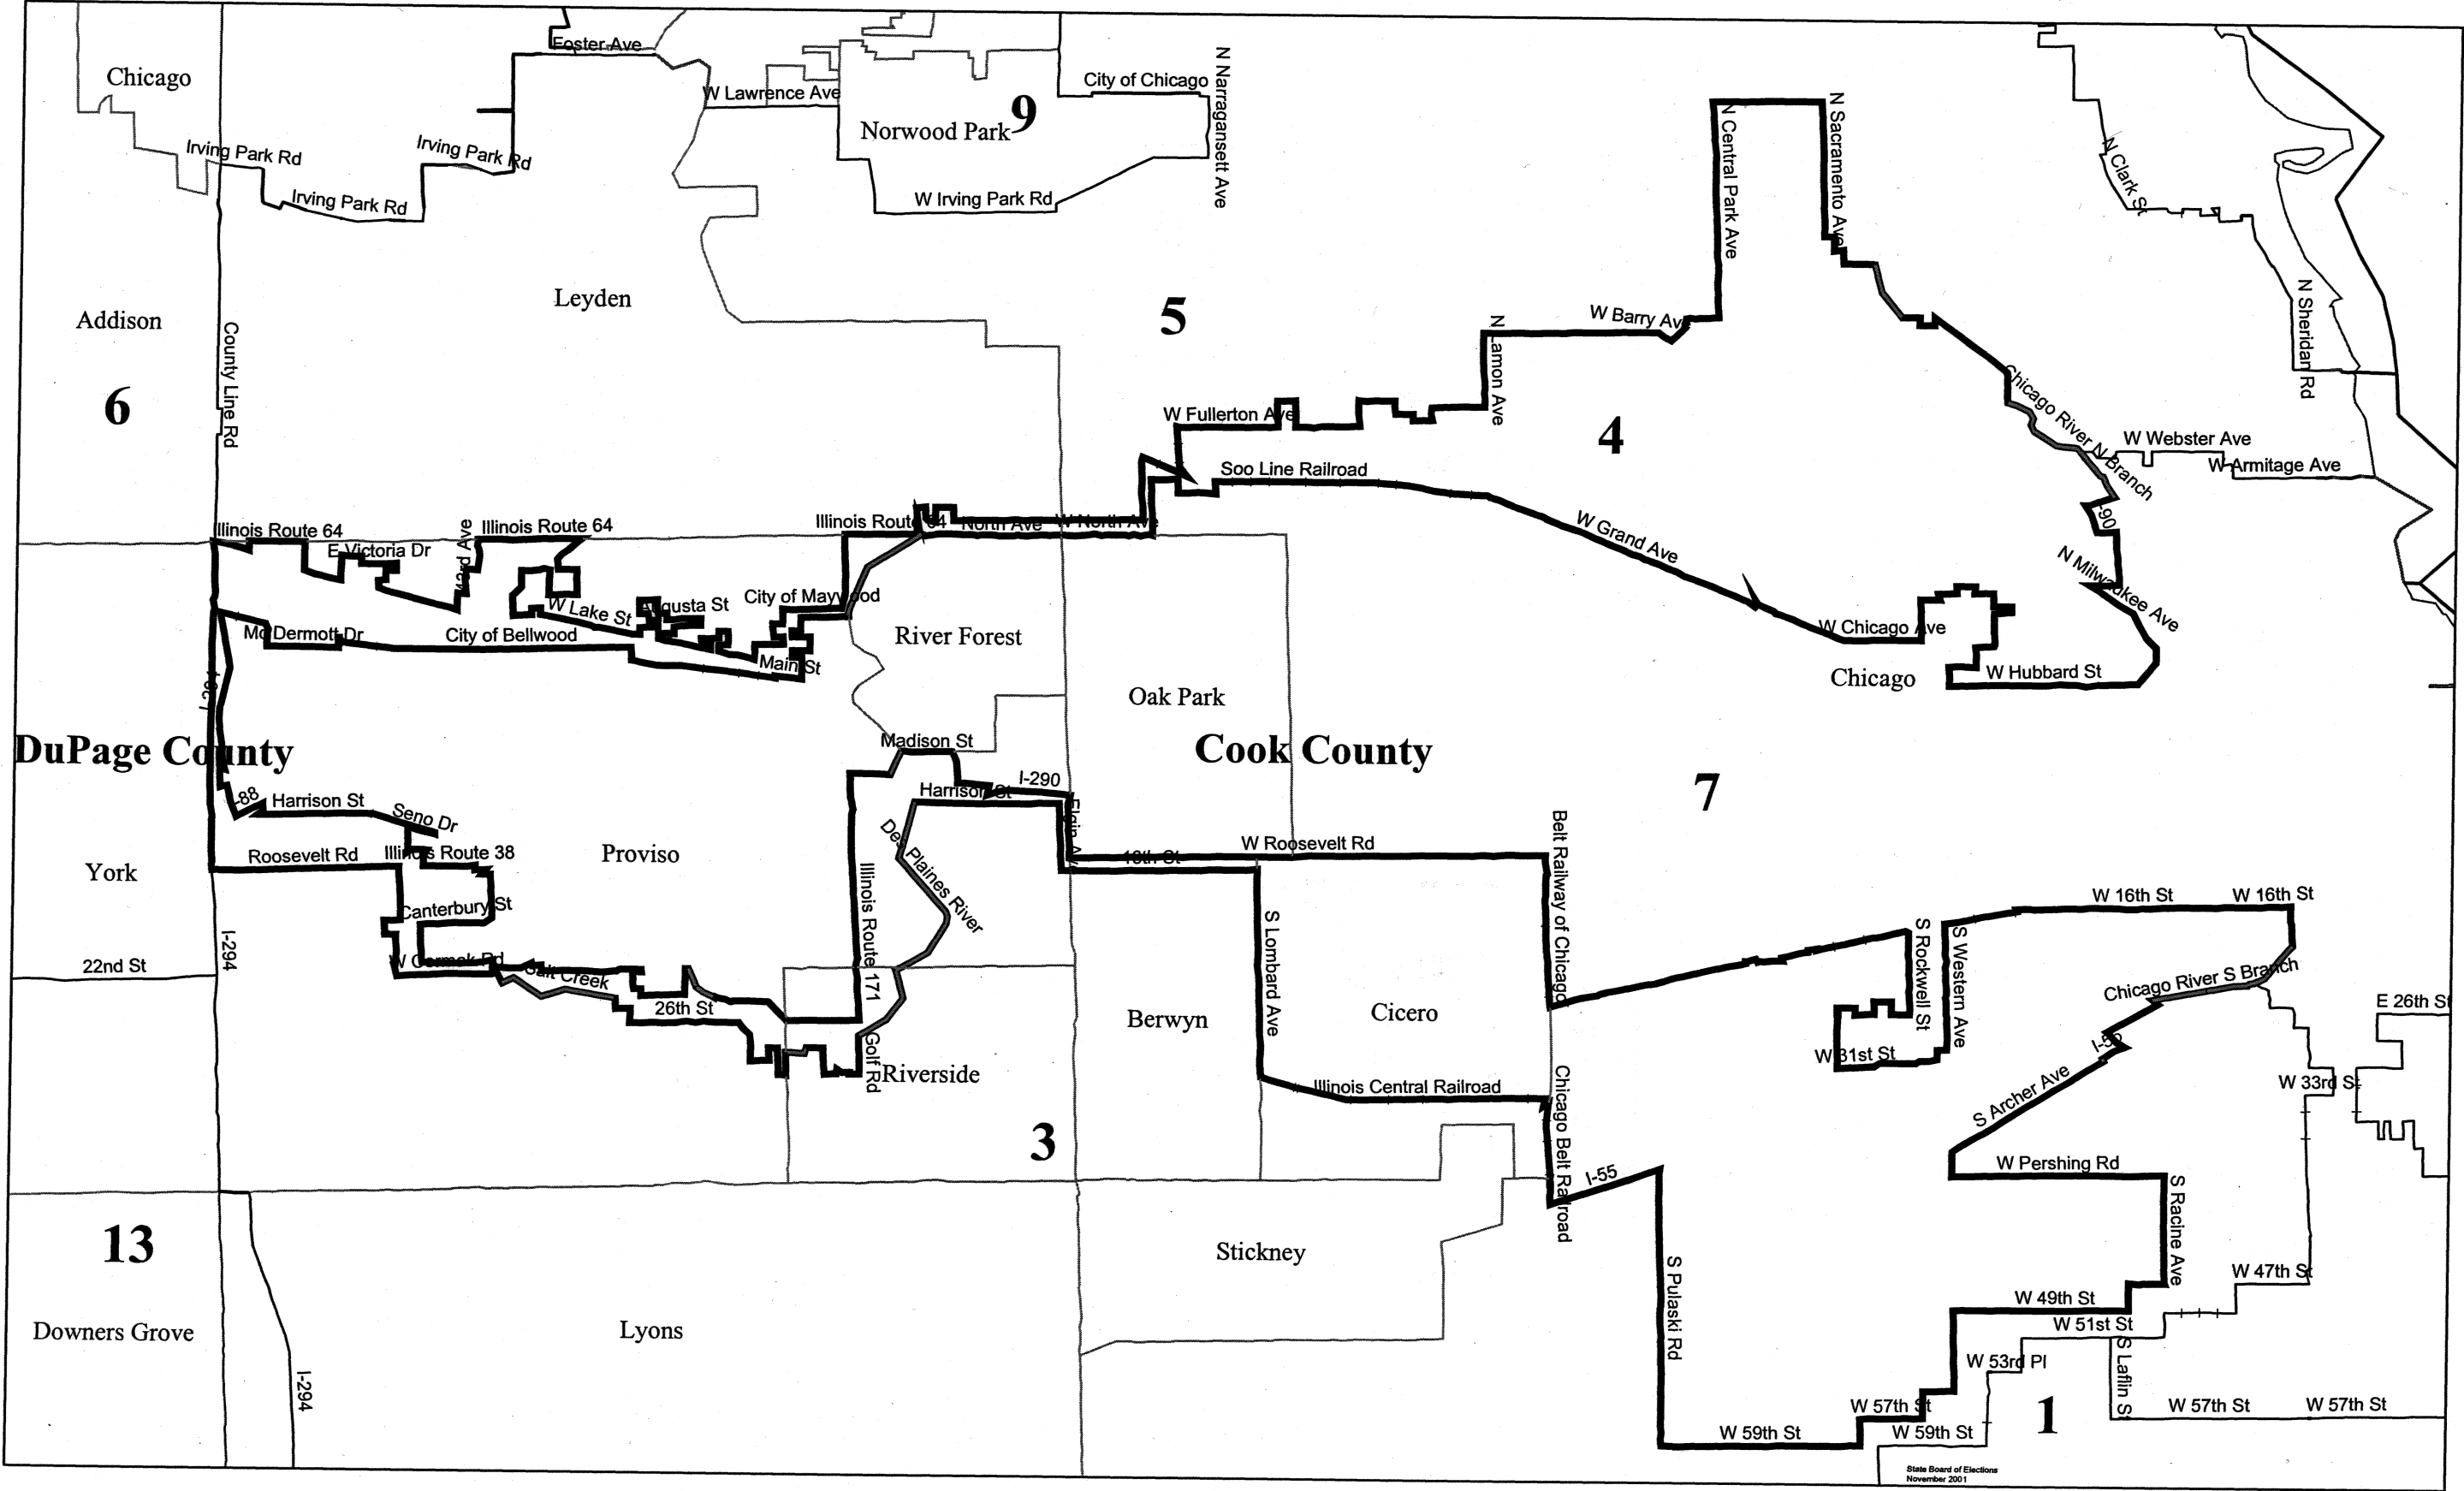 Foster Ave
Chicago
W Lawrence Ave
City of Chicago
N Narragansett Ave
9
Norwood Park
N Central Park Ave
N Sacramento Ave
N Clark St
Irving Park Rd
Irving Park Rd
Irving Park Rd
W Irving Park Rd
Leyden
Addison
5
W Barry Ave
N Lamon Ave
N Sheridan Rd
County Line Rd
6
W Fullerton Ave
4
Chicago River N Branch
W Webster Ave
W Armitage Ave
Soo Line Railroad
Illinois Route 64
Illinois Route 64
Illinois Route 64
North Ave
W North Ave
W Grand Ave
I-90
E Victoria Dr
43rd Ave
N Milwaukee Ave
W Lake St
Augusta St
City of Maywood
Mc Dermott Dr
City of Bellwood
River Forest
W Chicago Ave
Main St
Chicago
W Hubbard St
I-294
Oak Park
DuPage County
Madison St
Cook County
I-290
7
I-88
Harrison St
Seno Dr
Harrison St
Elgin Ave
Des Plaines River
Belt Railway of Chicago
Roosevelt Rd
Illinois Route 38
Proviso
16th St
W Roosevelt Rd
York
Illinois Route 171
W 16th St
W 16th St
Canterbury St
S Lombard Ave
S Rockwell St
S Western Ave
I-294
22nd St
W Cermak Rd
Salt Creek
26th St
Chicago River S Branch
E 26th St
Berwyn
Cicero
Golf Rd
Riverside
W 31st St
I-55
Illinois Central Railroad
Chicago Belt Railroad
S Archer Ave
W 33rd St
3
I-55
W Pershing Rd
S Racine Ave
13
Stickney
S Pulaski Rd
W 47th St
W 49th St
Downers Grove
Lyons
W 51st St
S Laflin St
W 53rd Pl
I-294
W 57th St
1
W 57th St
W 57th St
W 59th St
W 59th St
State Board of Elections
November 2001